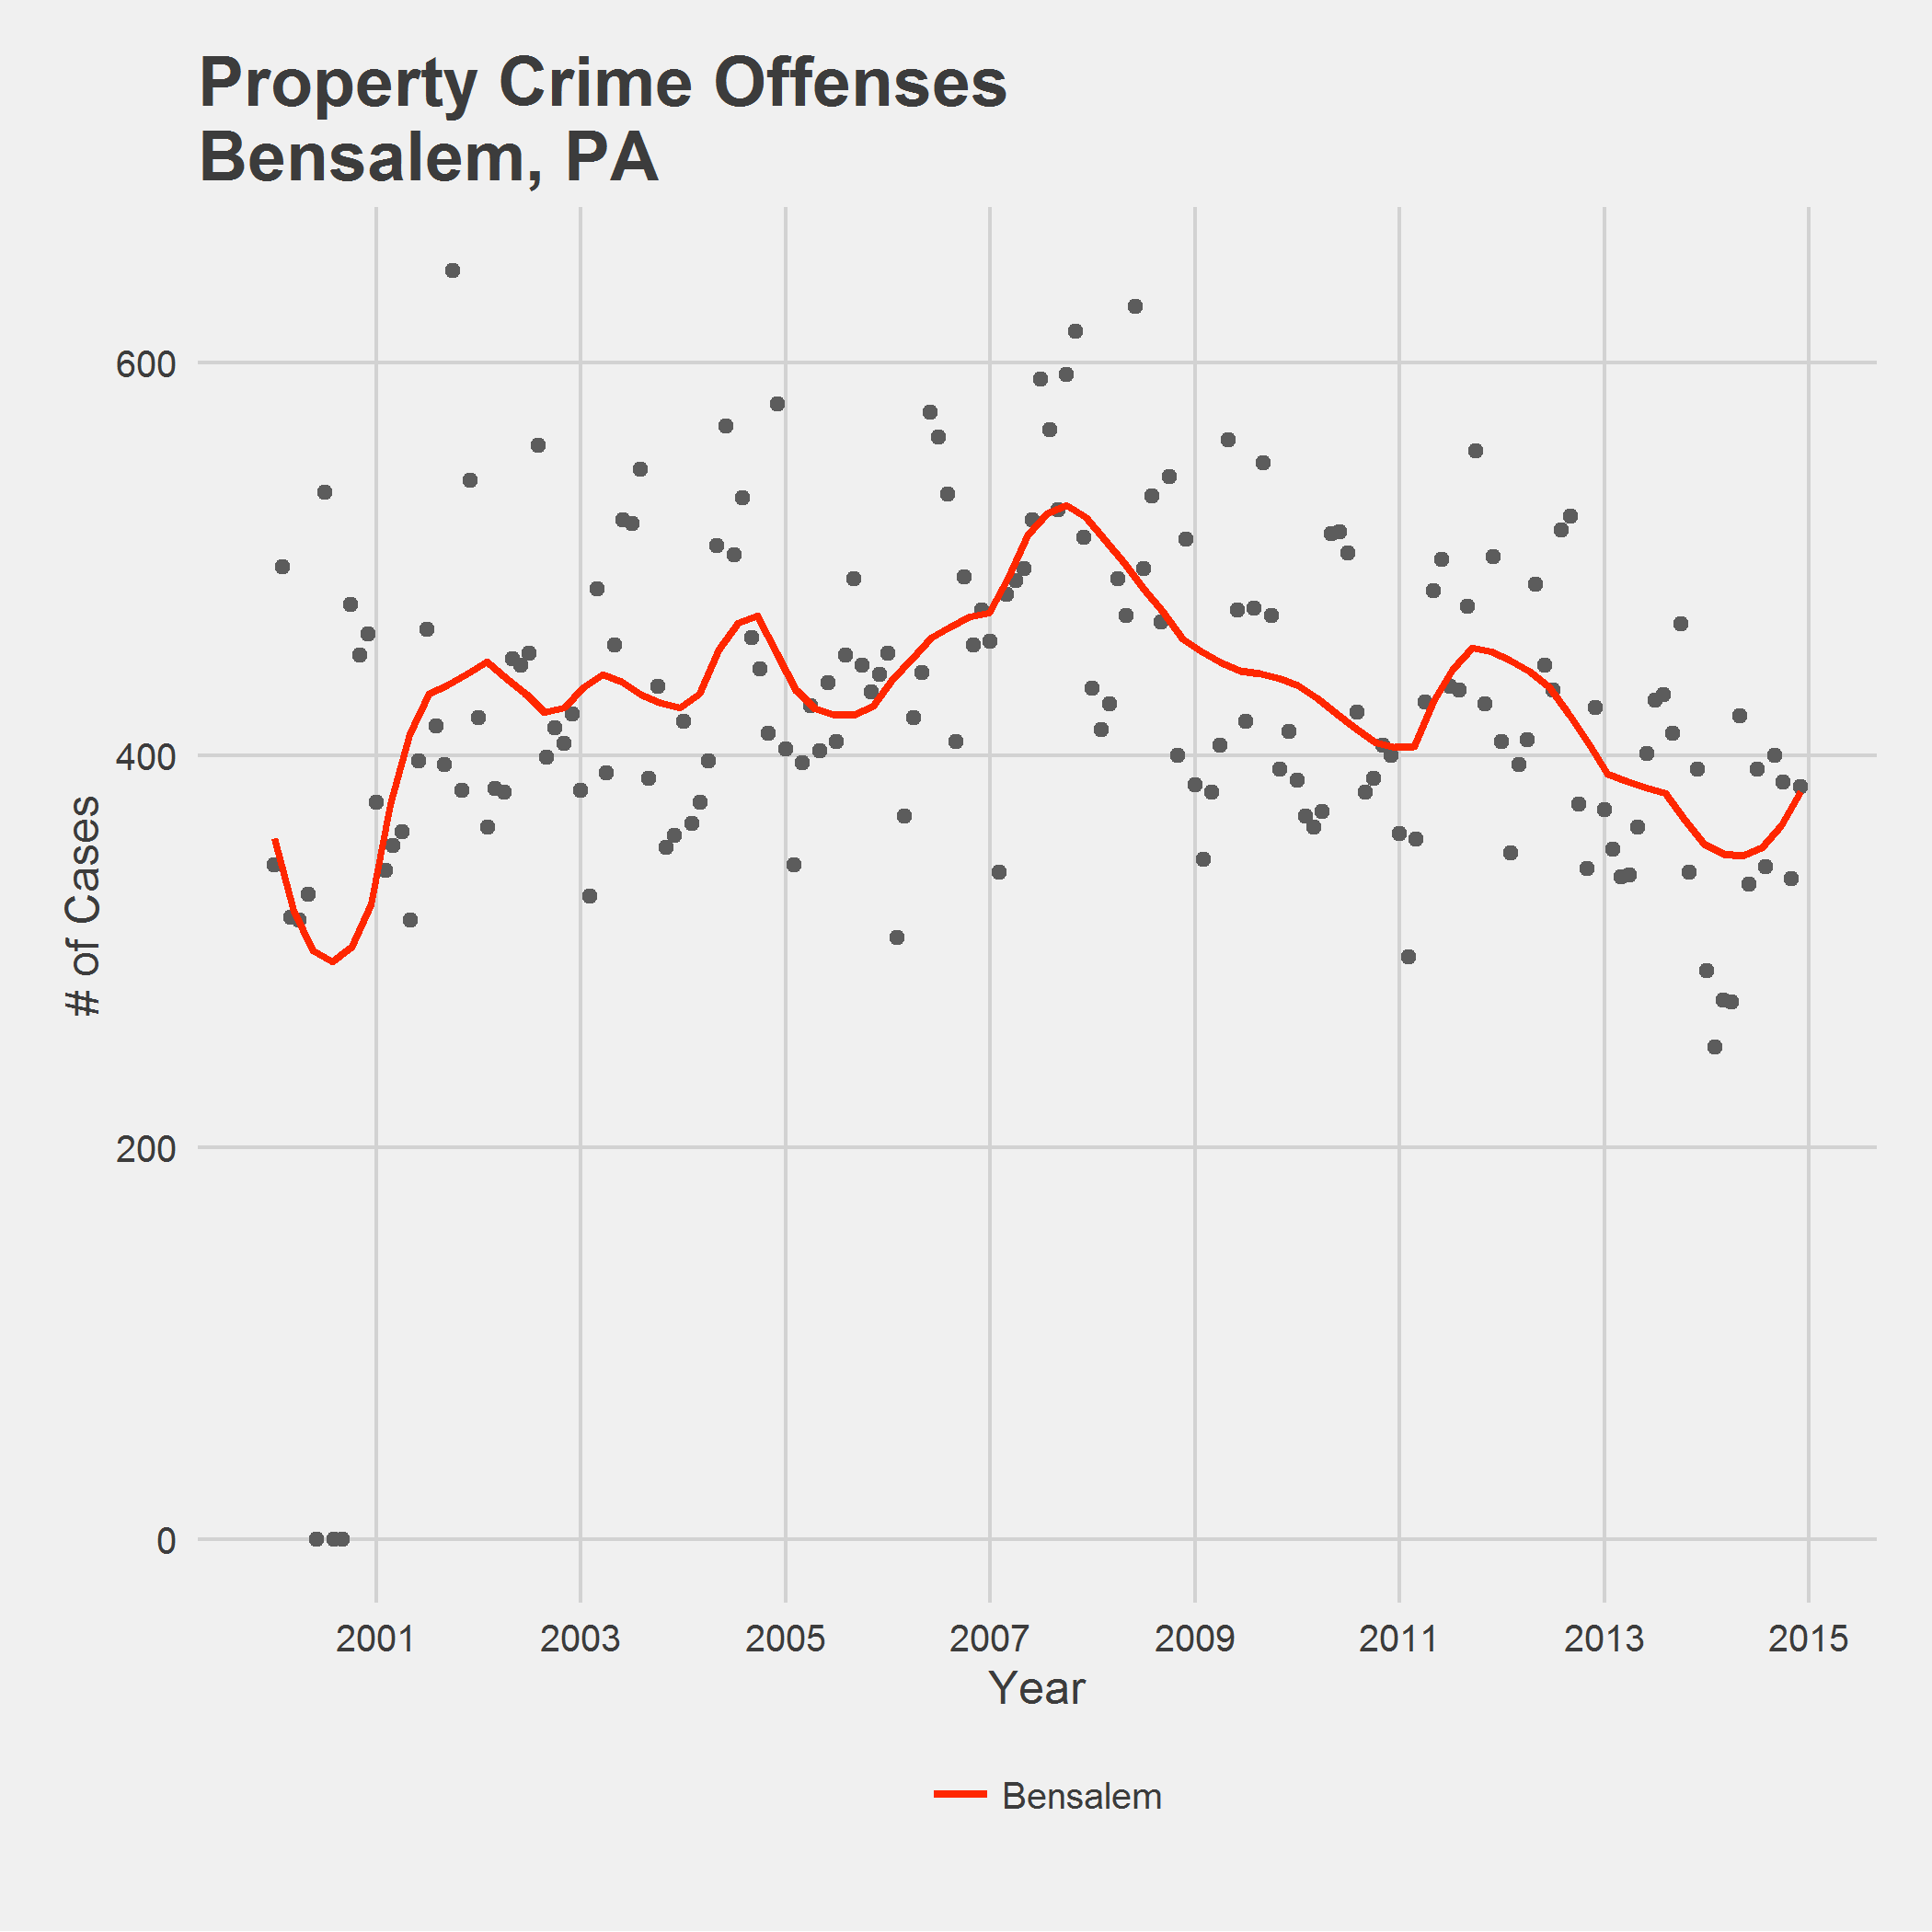 Property Crime Offenses
Bensalem, PA
# of Cases
600
400
200
0
2001 2003 2005 2007 2009 2011 2013 2015
Year
Bensalem